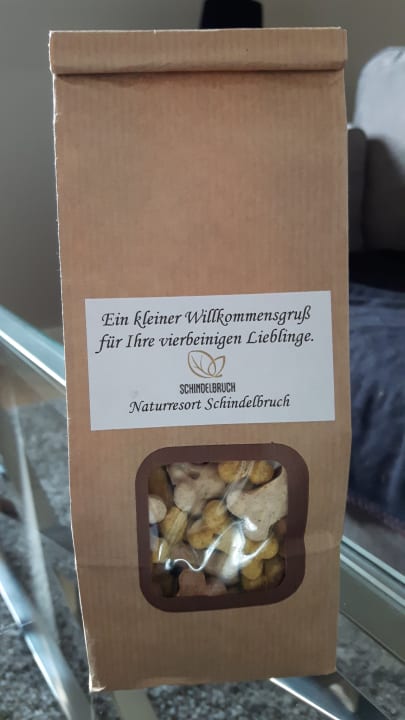 Ein kleiner Willkommensgruß
für Ihre vierbeinigen Lieblinge.
SCHINDELBRUCH
Naturresort Schindelbruch